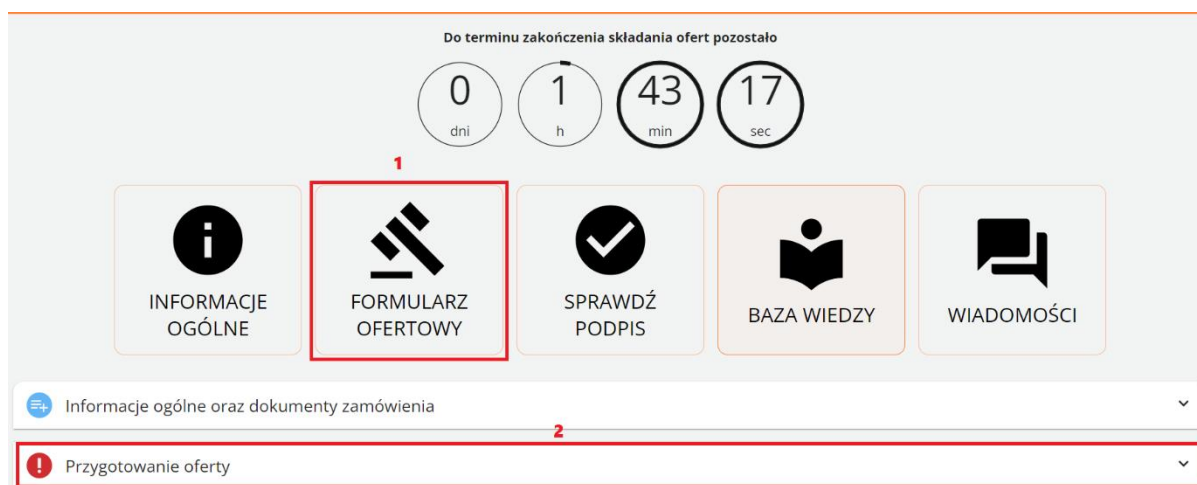 Do terminu zakończenia składania ofert pozostało
0 1 43 17
dni h min sec
1
INFORMACJE OGÓLNE
FORMULARZ OFERTOWY
SPRAWDŹ PODPIS
BAZA WIEDZY
WIADOMOŚCI
Informacje ogólne oraz dokumenty zamówienia
2
Przygotowanie oferty